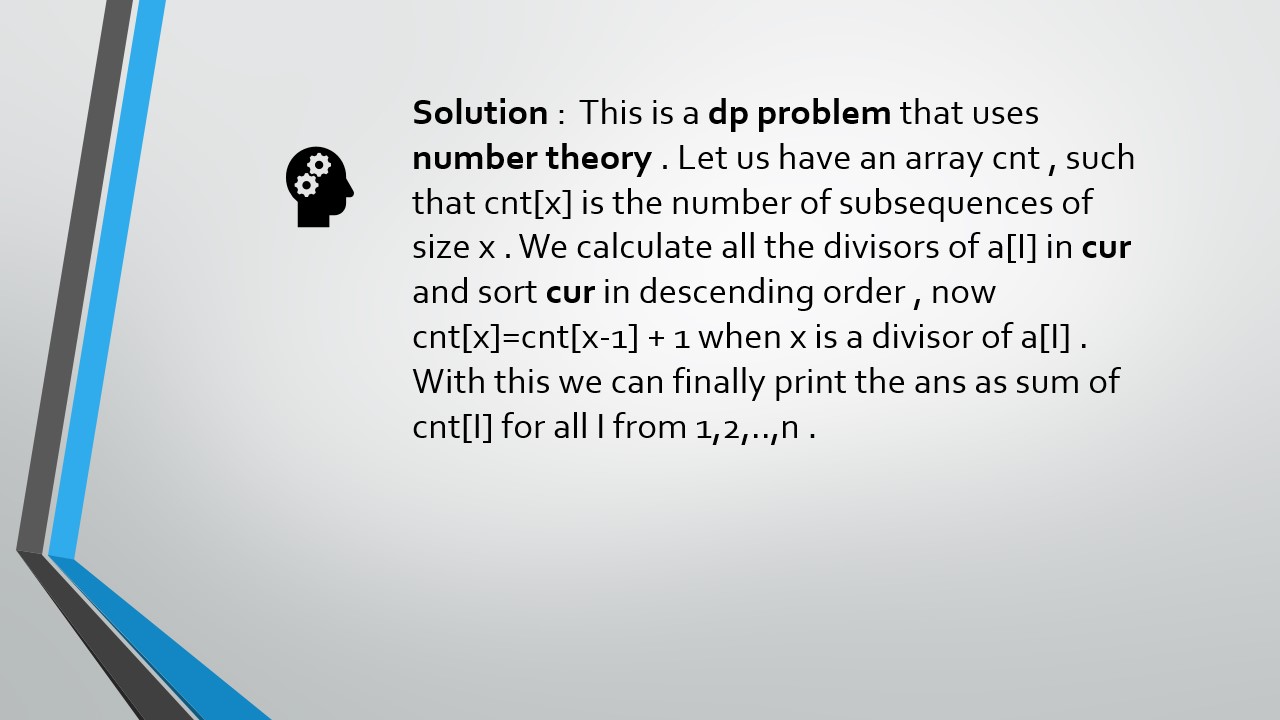 Solution :  This is a dp problem that uses
number theory . Let us have an array cnt , such
that cnt[x] is the number of subsequences of
size x . We calculate all the divisors of a[I] in cur
and sort cur in descending order , now
cnt[x]=cnt[x-1] + 1 when x is a divisor of a[I] .
With this we can finally print the ans as sum of
cnt[I] for all I from 1,2,..,n .